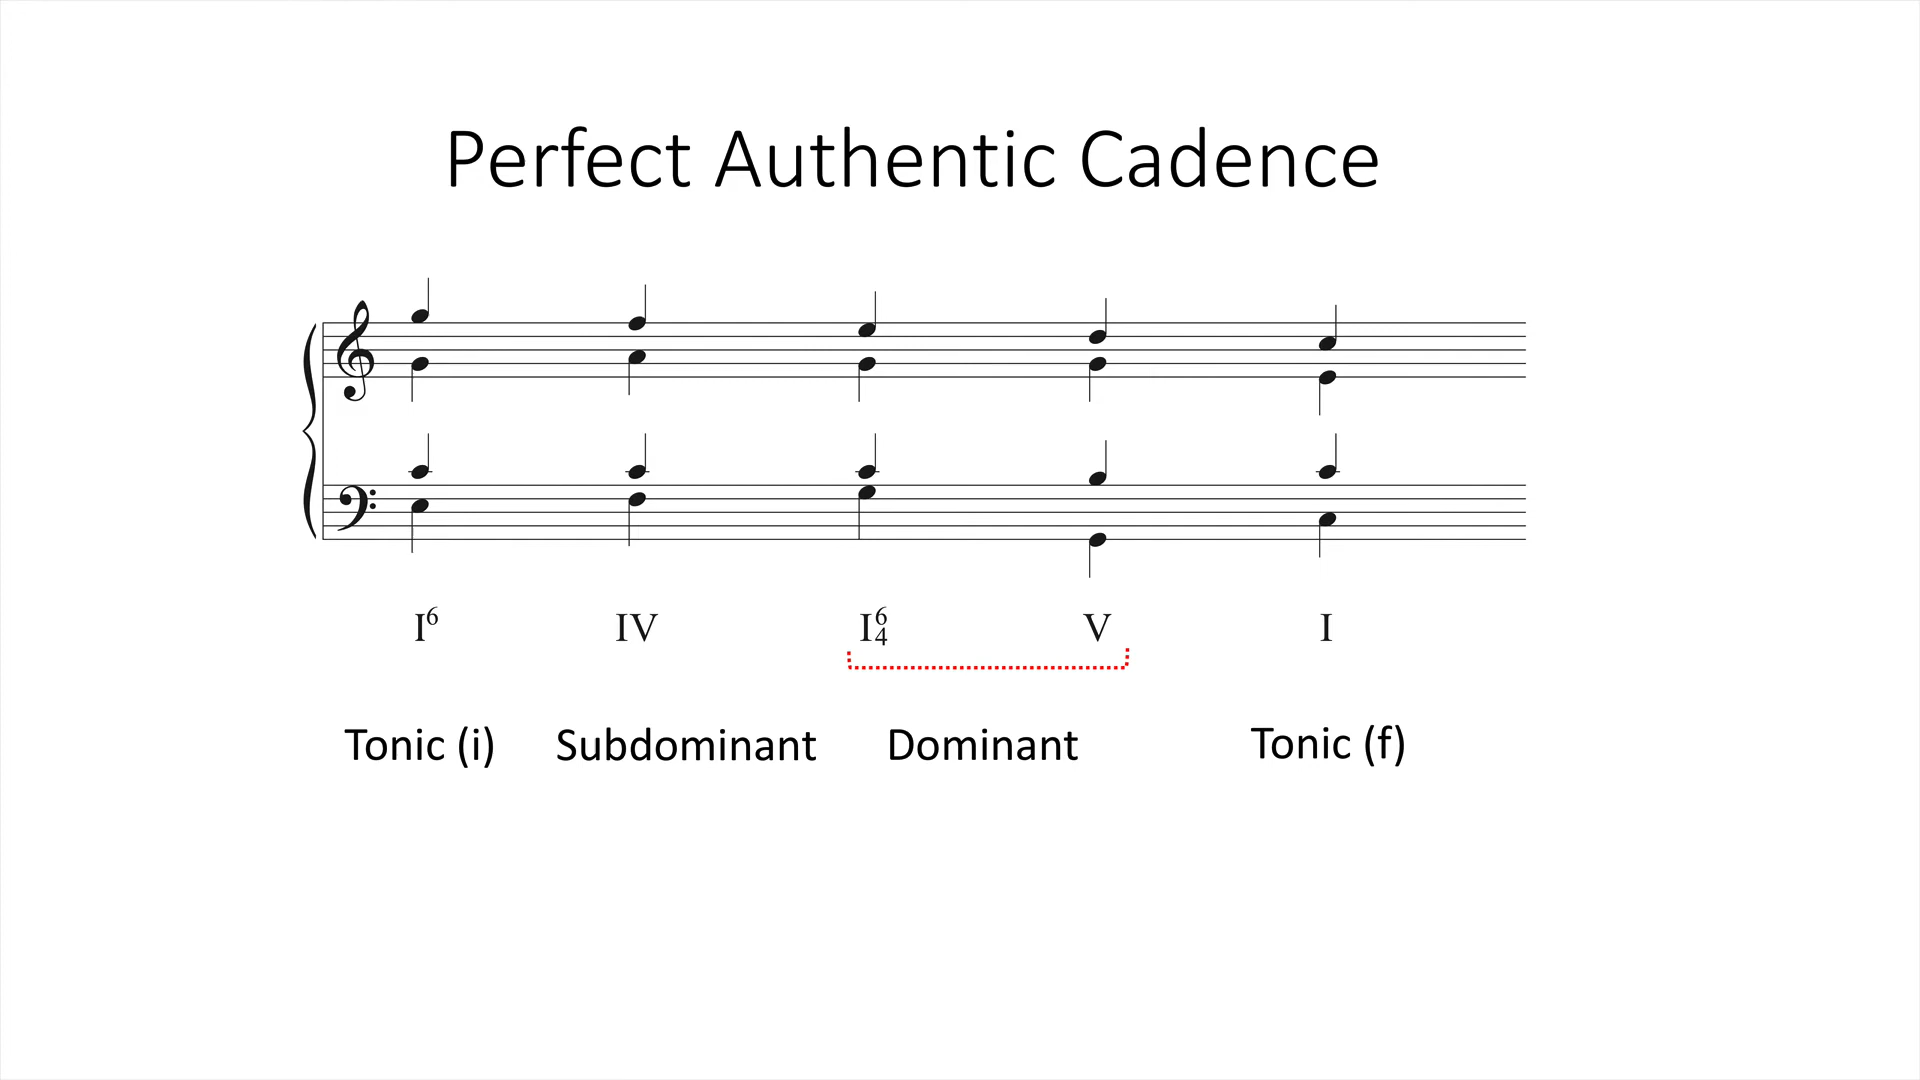 Perfect Authentic Cadence
I6 IV I64 V I
Tonic (i) Subdominant Dominant Tonic (f)